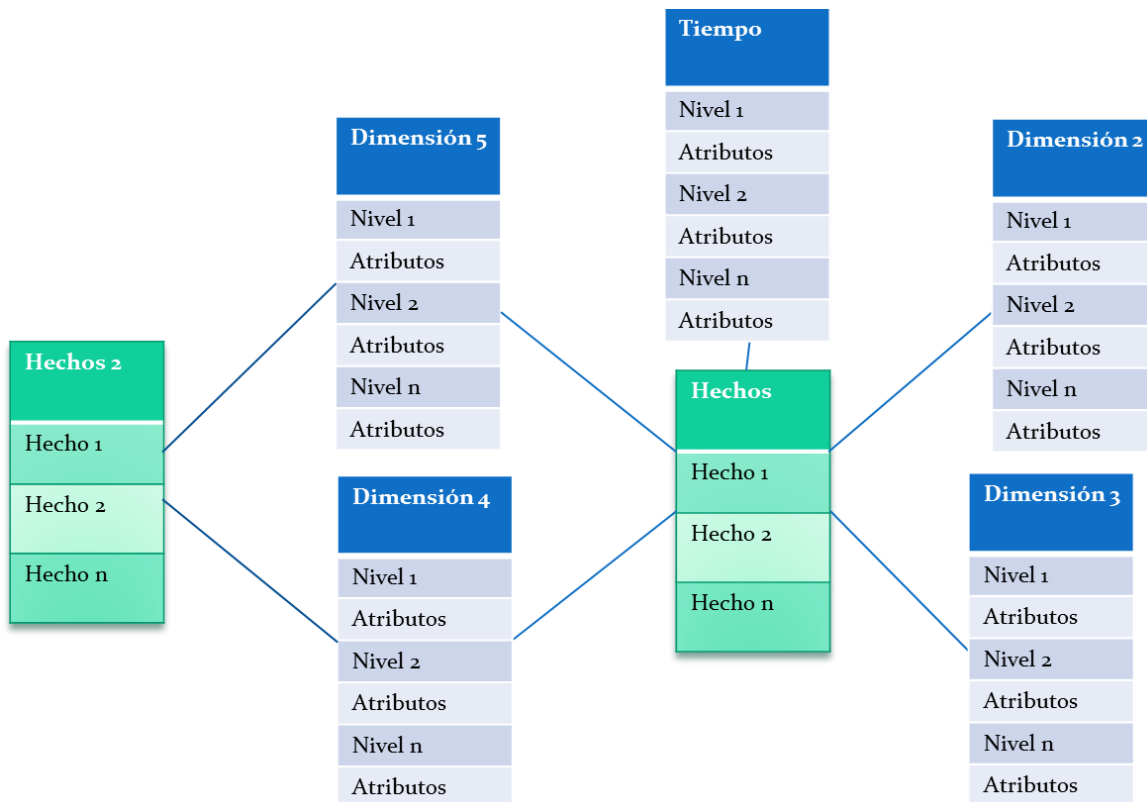 Tiempo
Nivel 1
Atributos
Nivel 2
Atributos
Nivel n
Atributos
Dimensión 5
Nivel 1
Atributos
Nivel 2
Atributos
Nivel n
Atributos
Dimensión 2
Nivel 1
Atributos
Nivel 2
Atributos
Nivel n
Atributos
Hechos 2
Hecho 1
Hecho 2
Hecho n
Hechos
Hecho 1
Hecho 2
Hecho n
Dimensión 4
Nivel 1
Atributos
Nivel 2
Atributos
Nivel n
Atributos
Dimensión 3
Nivel 1
Atributos
Nivel 2
Atributos
Nivel n
Atributos